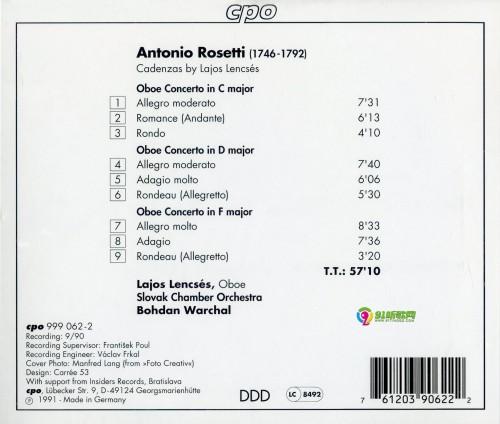 cpo
Antonio Rosetti (1746-1792)
Cadenzas by Lajos Lencsés
Oboe Concerto in C major
1 Allegro moderato 7'31
2 Romance (Andante) 6'13
3 Rondo 4'10
Oboe Concerto in D major
4 Allegro moderato 7'40
5 Adagio molto 6'06
6 Rondeau (Allegretto) 5'30
Oboe Concerto in F major
7 Allegro molto 8'33
8 Adagio 7'36
9 Rondeau (Allegretto) 3'20
T.T.: 57'10
Lajos Lencsés, Oboe
Slovak Chamber Orchestra
Bohdan Warchal
cpo 999 062-2
Recording: 9/90
Recording Supervisor: František Poul
Recording Engineer: Václav Frkal
Cover Photo: Manfred Lang (from »Foto Creativ«)
Design: Carrée 53
With support from Insiders Records, Bratislava
cpo, Lübecker Str. 9, D-49124 Georgsmarienhütte
Ⓟ 1991 - Made in Germany
DDD
LC 8492
7 61203 90622 2
91听歌网